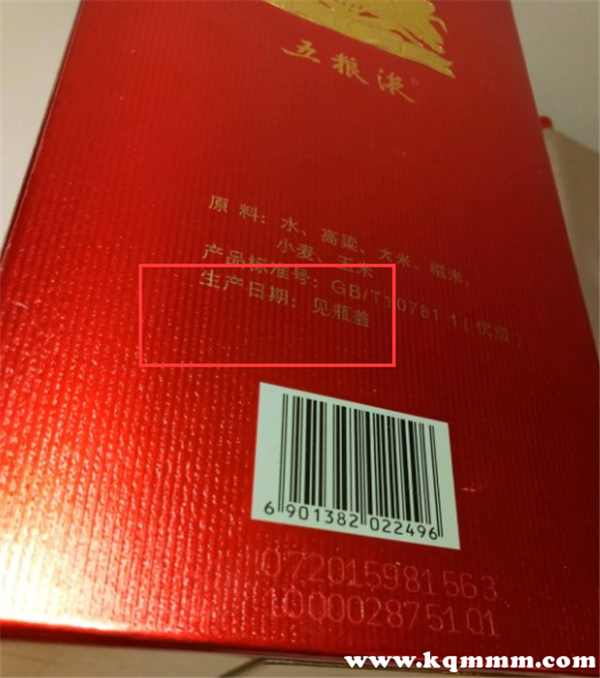 五粮液®
原料：水、高粱、大米、糯米、
小麦、玉米
产品标准号：GB/T10781.1（优级）
生产日期：见瓶盖
6 901382 022496
072015981563
100002875101
www.kqmmm.com